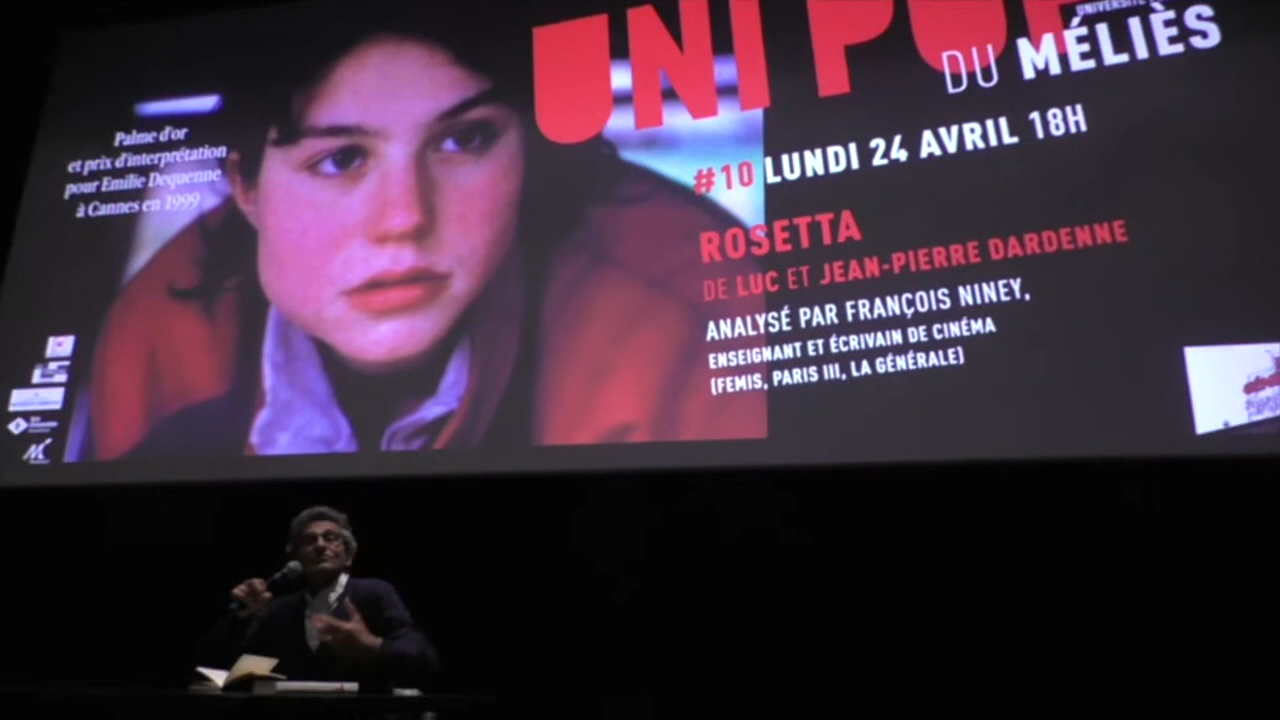 Palme d'or
et prix d'interprétation
pour Emilie Dequenne
à Cannes en 1999
UNI POP
UNIVERSITÉ
DU MÉLIÈS
#10 LUNDI 24 AVRIL 18H
ROSETTA
DE LUC ET JEAN-PIERRE DARDENNE
ANALYSÉ PAR FRANÇOIS NINEY,
ENSEIGNANT ET ÉCRIVAIN DE CINÉMA
(FEMIS, PARIS III, LA GÉNÉRALE)